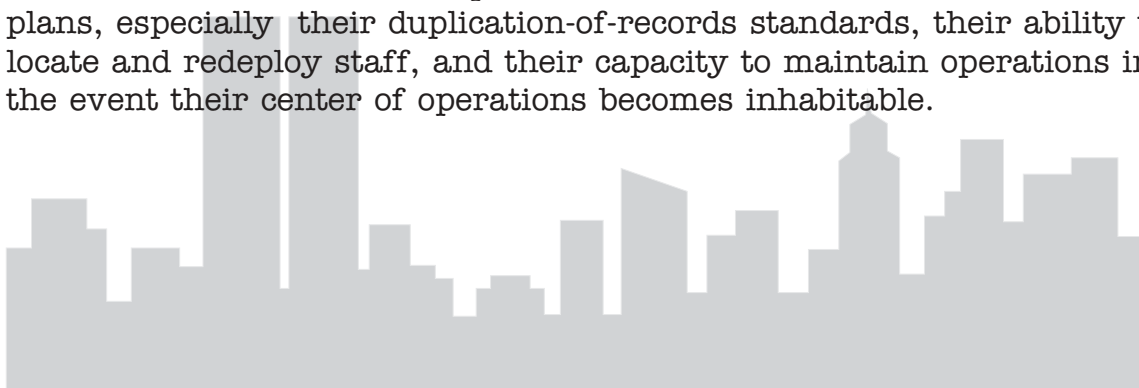 plans, especially their duplication-of-records standards, their ability
locate and redeploy staff, and their capacity to maintain operations in
the event their center of operations becomes inhabitable.